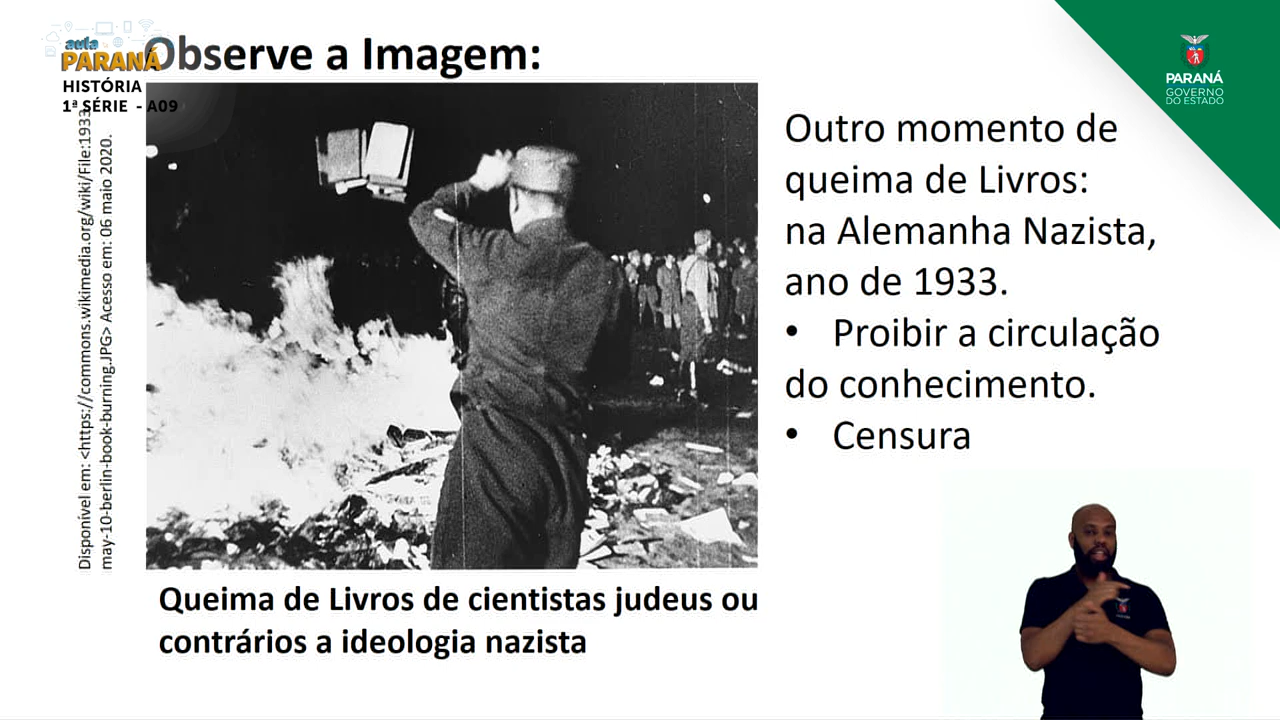 aula
PARANÁ
HISTÓRIA
1ª SÉRIE - A09
Observe a Imagem:
PARANÁ
GOVERNO
DO ESTADO
Disponível em: <https://commons.wikimedia.org/wiki/File:1933-
may-10-berlin-book-burning.JPG> Acesso em: 06 maio 2020.
Outro momento de
queima de Livros:
na Alemanha Nazista,
ano de 1933.
• Proibir a circulação
do conhecimento.
• Censura
Queima de Livros de cientistas judeus ou
contrários a ideologia nazista